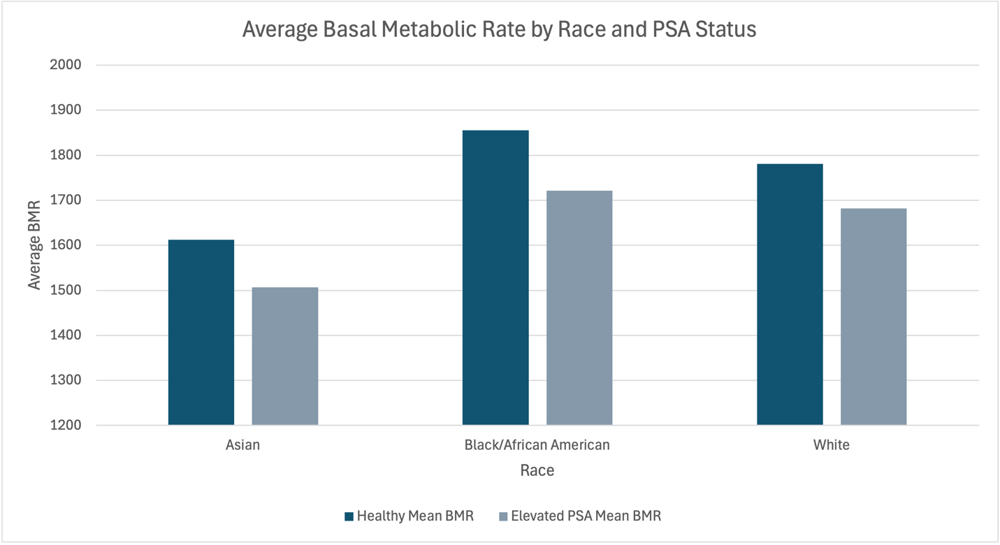 Average Basal Metabolic Rate by Race and PSA Status
2000
1900
1800
1700
1600
1500
1400
1300
1200
Average BMR
Asian
Black/African American
White
Race
Healthy Mean BMR
Elevated PSA Mean BMR